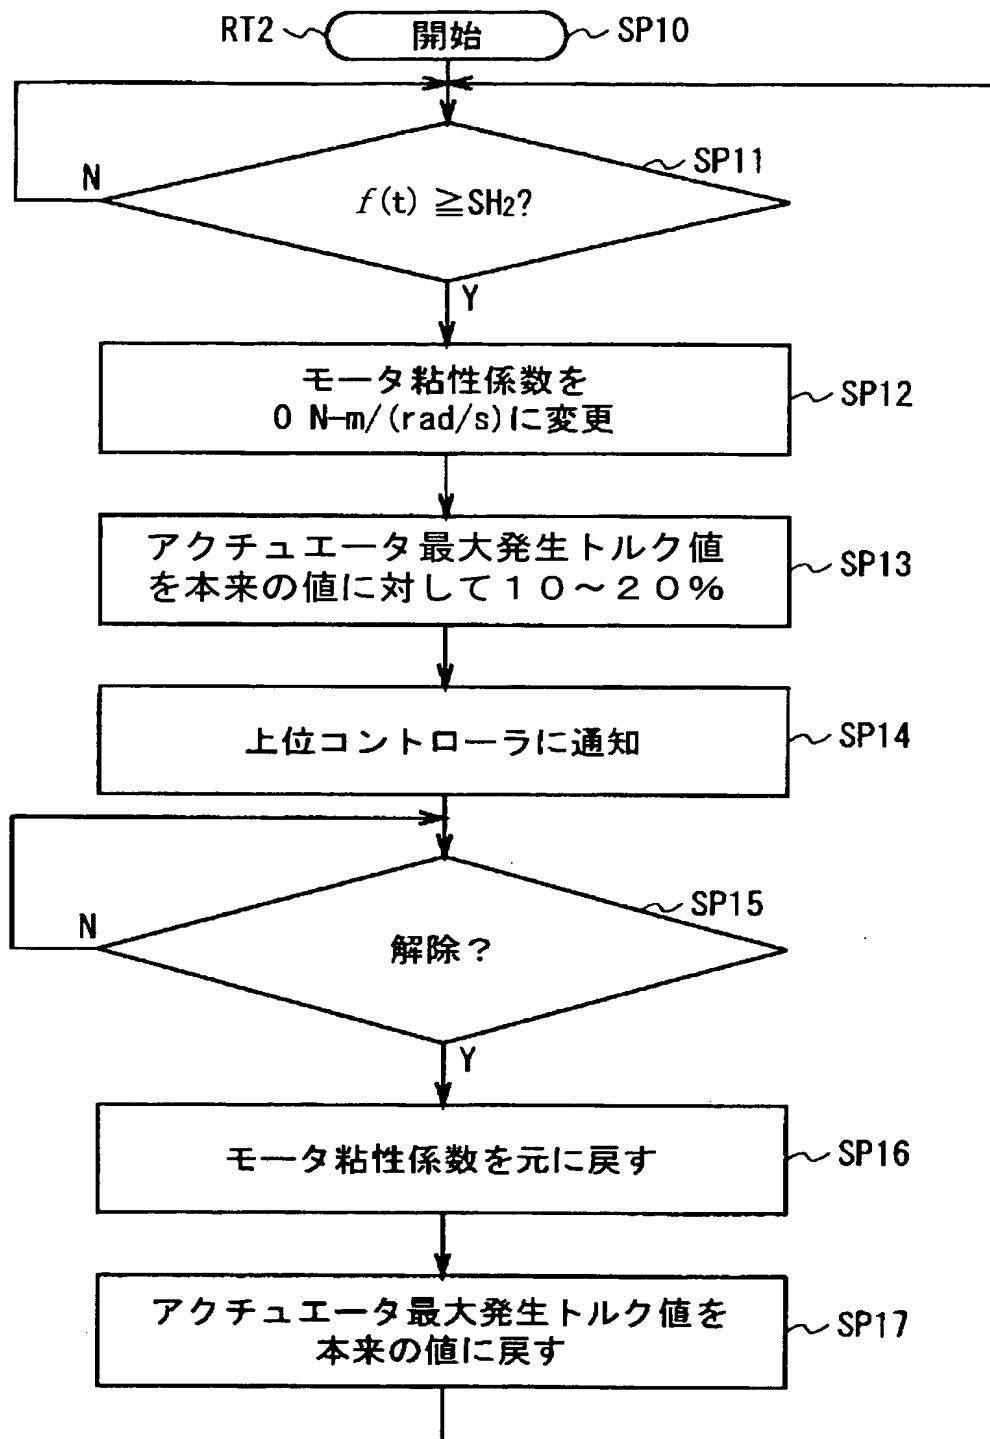 RT2 開始 SP10
SP11
N
f(t) ≧SH₂?
Y
モータ粘性係数を
0 N-m/(rad/s)に変更
SP12
アクチュエータ最大発生トルク値
を本来の値に対して10～20%
SP13
上位コントローラに通知
SP14
SP15
N
解除？
Y
モータ粘性係数を元に戻す
SP16
アクチュエータ最大発生トルク値を
本来の値に戻す
SP17